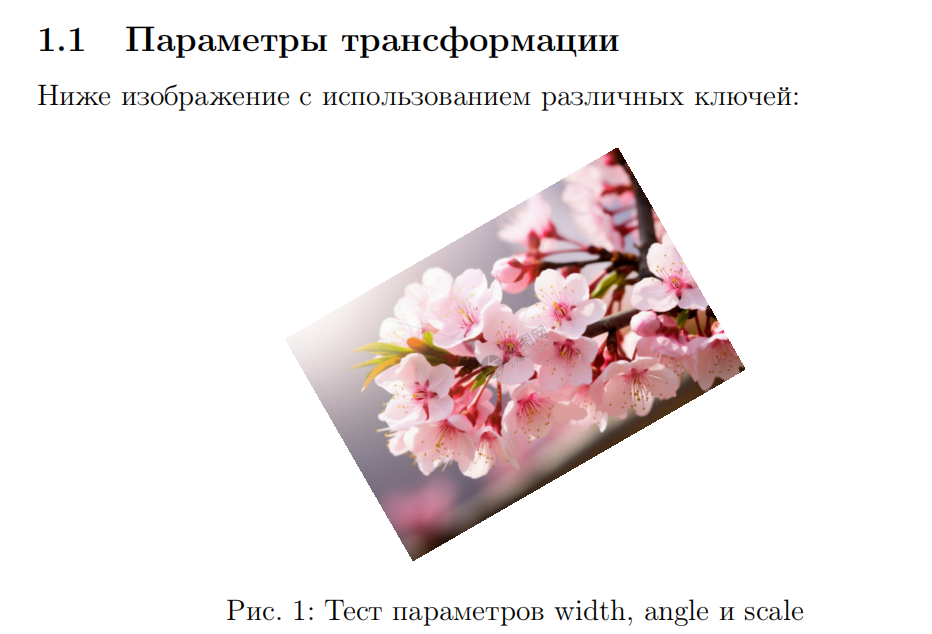 1.1 Параметры трансформации
Ниже изображение с использованием различных ключей:
Рис. 1: Тест параметров width, angle и scale